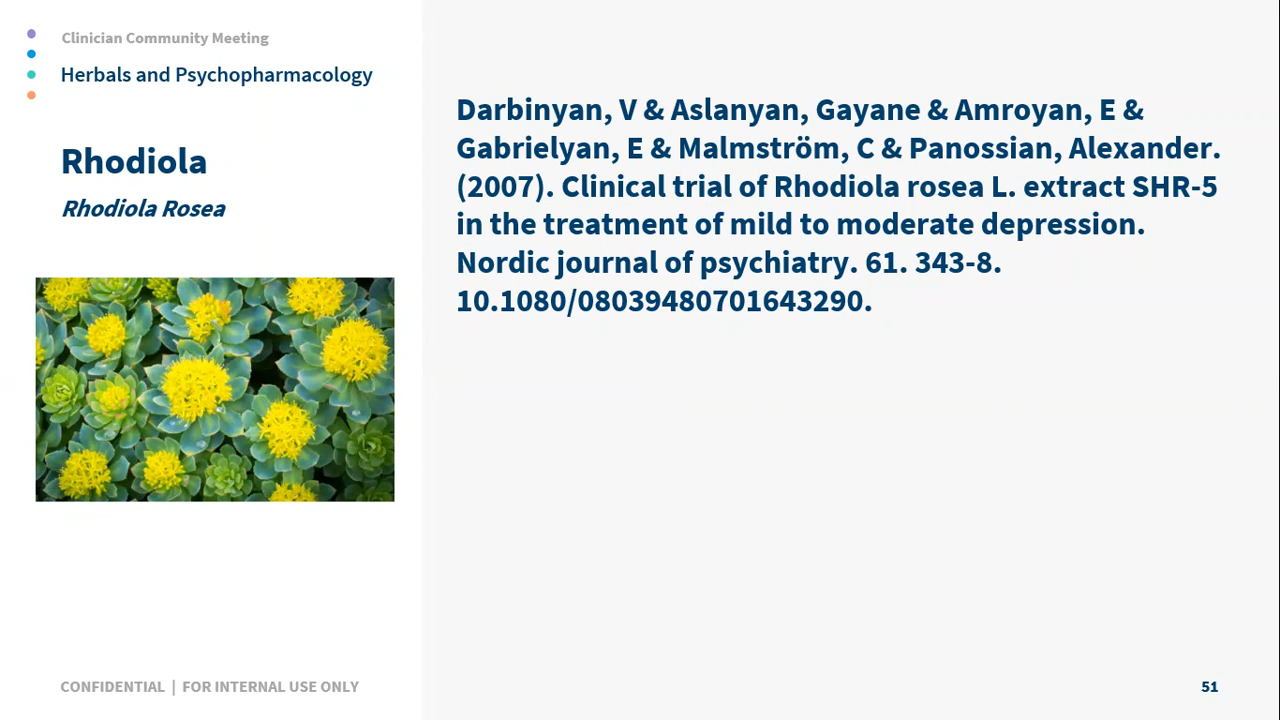 Clinician Community Meeting
Herbals and Psychopharmacology
Rhodiola
Rhodiola Rosea
Darbinyan, V & Aslanyan, Gayane & Amroyan, E &
Gabrielyan, E & Malmström, C & Panossian, Alexander.
(2007). Clinical trial of Rhodiola rosea L. extract SHR-5
in the treatment of mild to moderate depression.
Nordic journal of psychiatry. 61. 343-8.
10.1080/08039480701643290.
CONFIDENTIAL | FOR INTERNAL USE ONLY
51